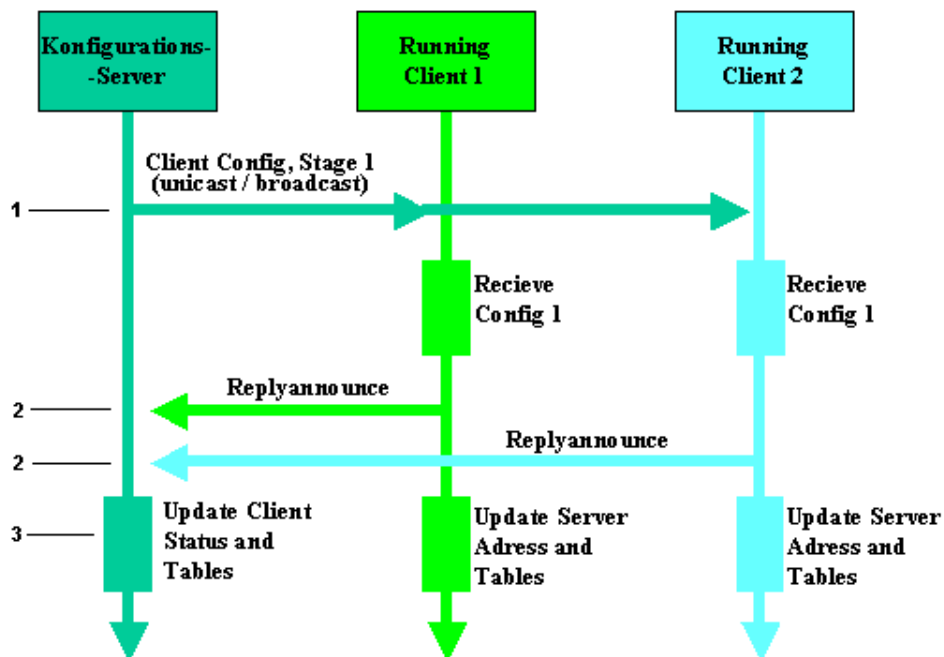 Konfigurations-
-Server
Running
Client 1
Running
Client 2
Client Config, Stage 1
(unicast / broadcast)
1
Recieve
Config 1
Recieve
Config 1
Replyannounce
2
Replyannounce
2
Update Client
Status and
Tables
3
Update Server
Adress and
Tables
Update Server
Adress and
Tables